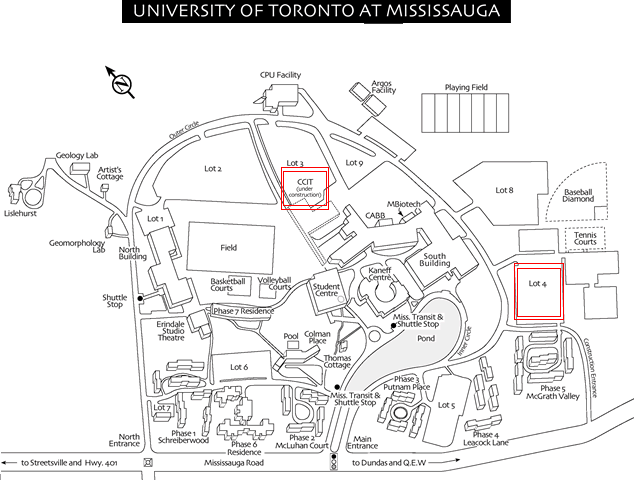 UNIVERSITY OF TORONTO AT MISSISSAUGA
N
CPU Facility
Argos
Facility
Playing Field
Outer Circle
Geology Lab
Artist's
Cottage
Lislehurst
Geomorphology
Lab
Lot 2
Lot 3
CCIT
(under
construction)
Lot 9
Lot 8
Baseball
Diamond
Tennis
Courts
MBiotech
CABB
Lot 1
North
Building
Field
South
Building
Kaneff
Centre
Basketball
Courts
Volleyball
Courts
Student
Centre
Lot 4
Shuttle
Stop
Phase 7 Residence
Erindale
Studio
Theatre
Miss. Transit &
Shuttle Stop
Pond
Inner Circle
Construction Entrance
Pool
Colman
Place
Thomas
Cottage
Lot 6
Miss. Transit &
Shuttle Stop
Phase 3
Putnam Place
Lot 5
Phase 5
McGrath Valley
Lot 7
Phase 1
Schreiberwood
Phase 6
Residence
Phase 2
McLuhan Court
Phase 4
Leacock Lane
North
Entrance
Main
Entrance
to Streetsville and Hwy. 401
Mississauga Road
to Dundas and Q.E.W